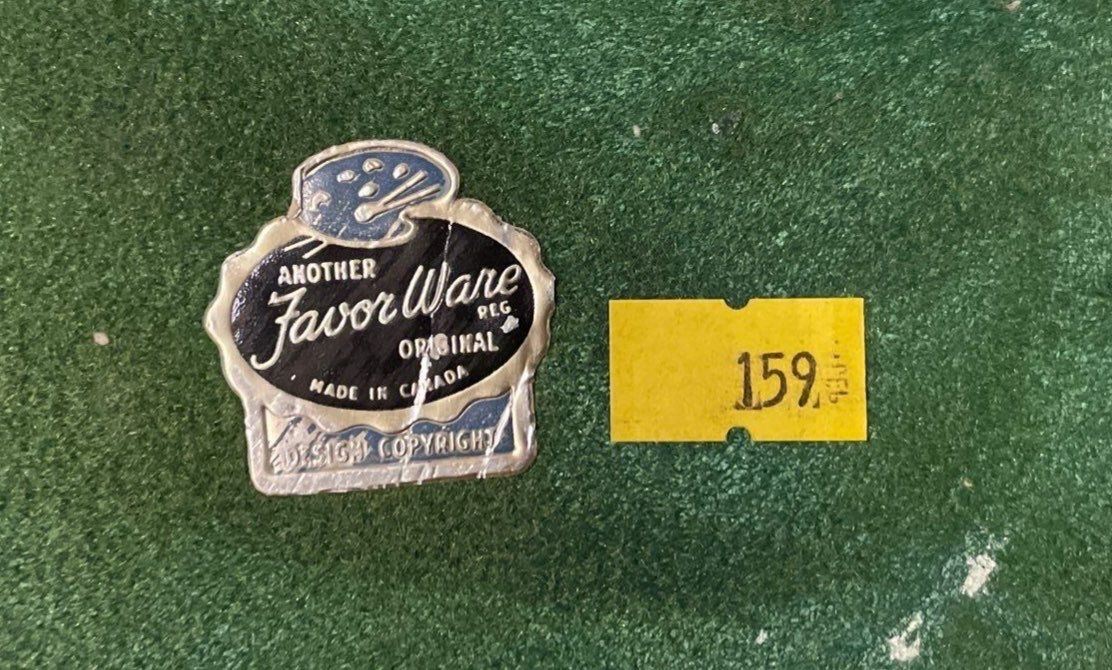 ANOTHER
Favor Ware
REG
ORIGINAL
MADE IN CANADA
DESIGN COPYRIGHT
159